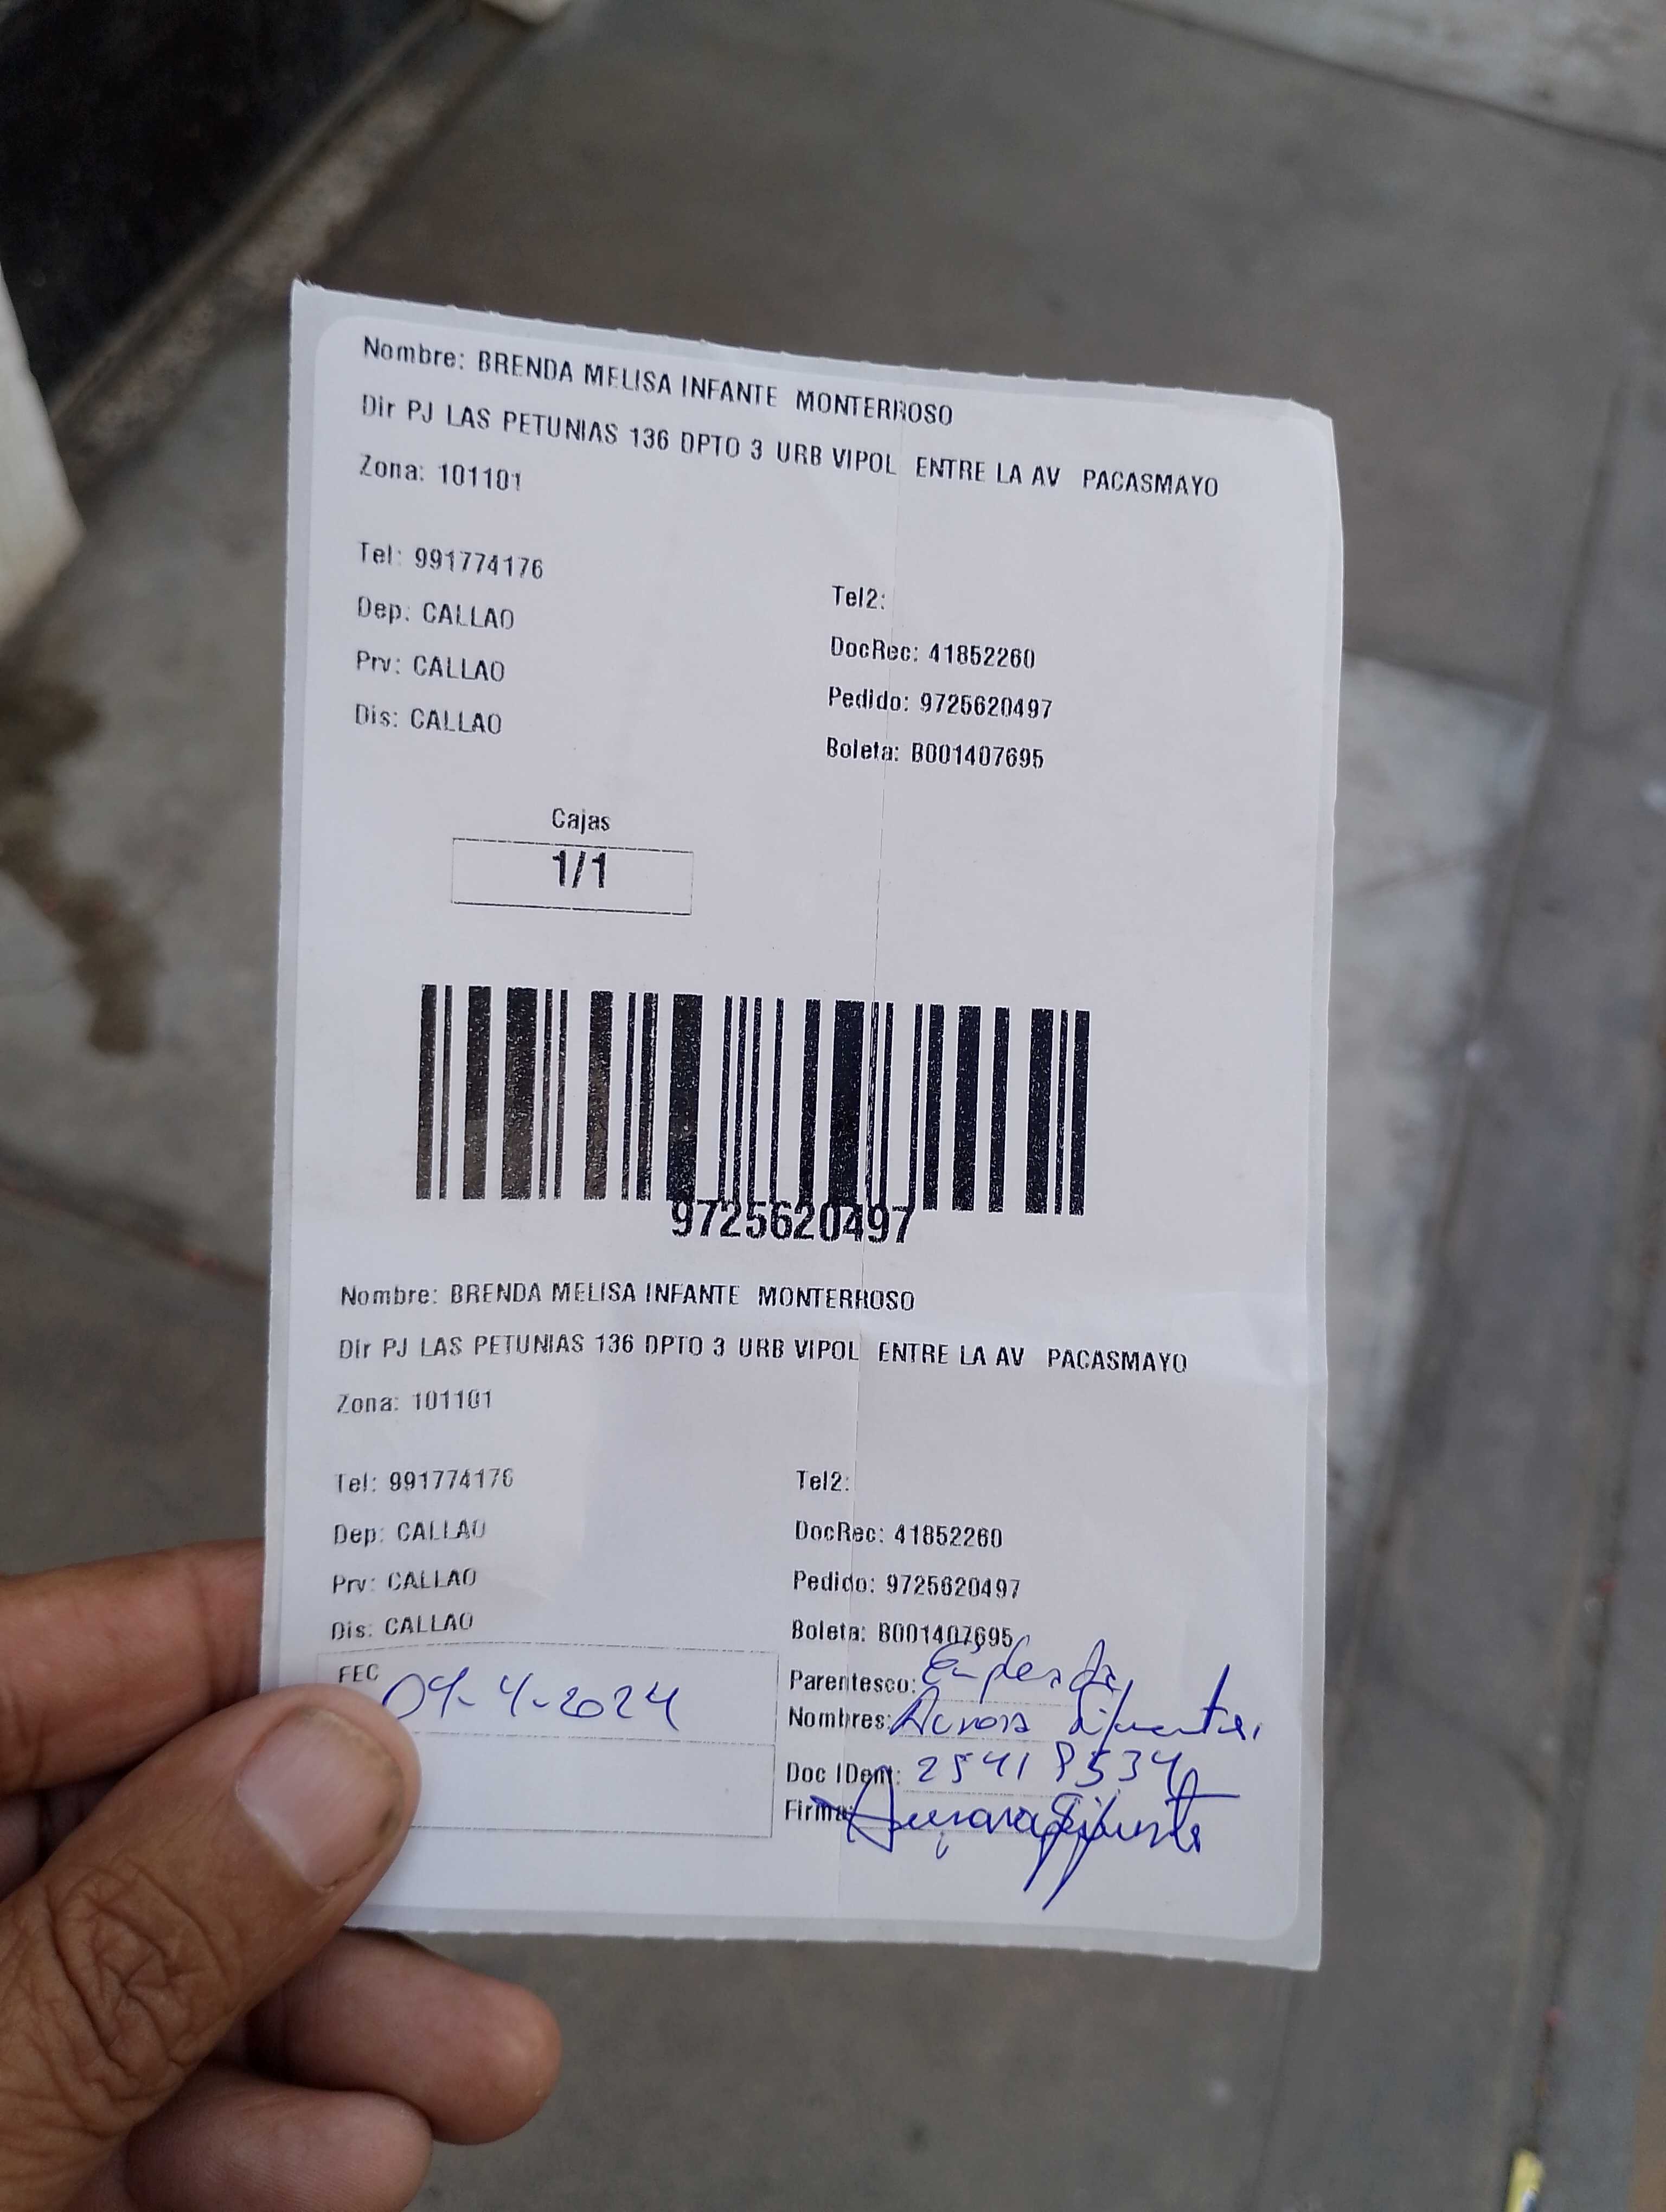 Nombre: BRENDA MELISA INFANTE MONTERROSO
Dir PJ LAS PETUNIAS 136 DPTO 3 URB VIPOL ENTRE LA AV PACASMAYO
Zona: 101101
Tel: 991774176
Tel2:
Dep: CALLAO
DocRec: 41852260
Prv: CALLAO
Pedido: 9725620497
Dis: CALLAO
Boleta: B001407695
Cajas
1/1
9725620497
Nombre: BRENDA MELISA INFANTE MONTERROSO
Dir PJ LAS PETUNIAS 136 DPTO 3 URB VIPOL ENTRE LA AV PACASMAYO
Zona: 101101
Tel: 991774176
Tel2:
Dep: CALLAO
DocRec: 41852260
Prv: CALLAO
Pedido: 9725620497
Dis: CALLAO
Boleta: B001407695
FEC 09-4-2024
Parentesco:
Nombres:
Doc IDent: 25418534
Firma: